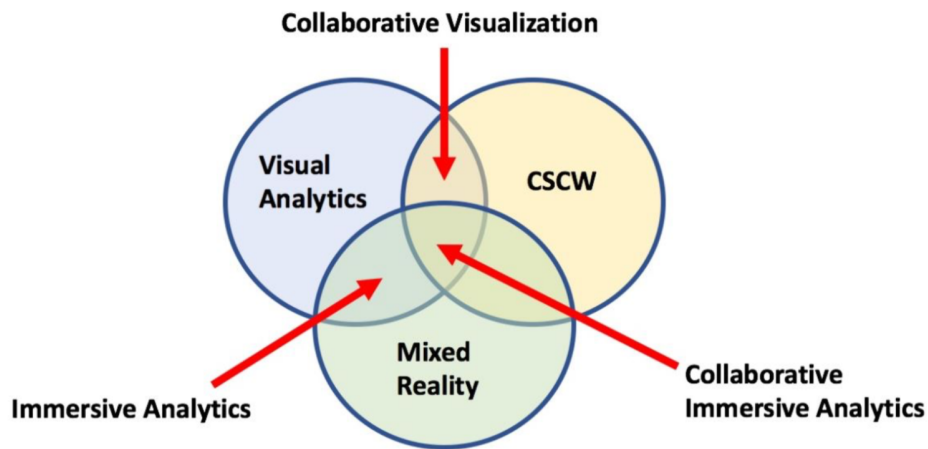 Collaborative Visualization
Visual
Analytics
CSCW
Mixed
Reality
Immersive Analytics
Collaborative
Immersive Analytics